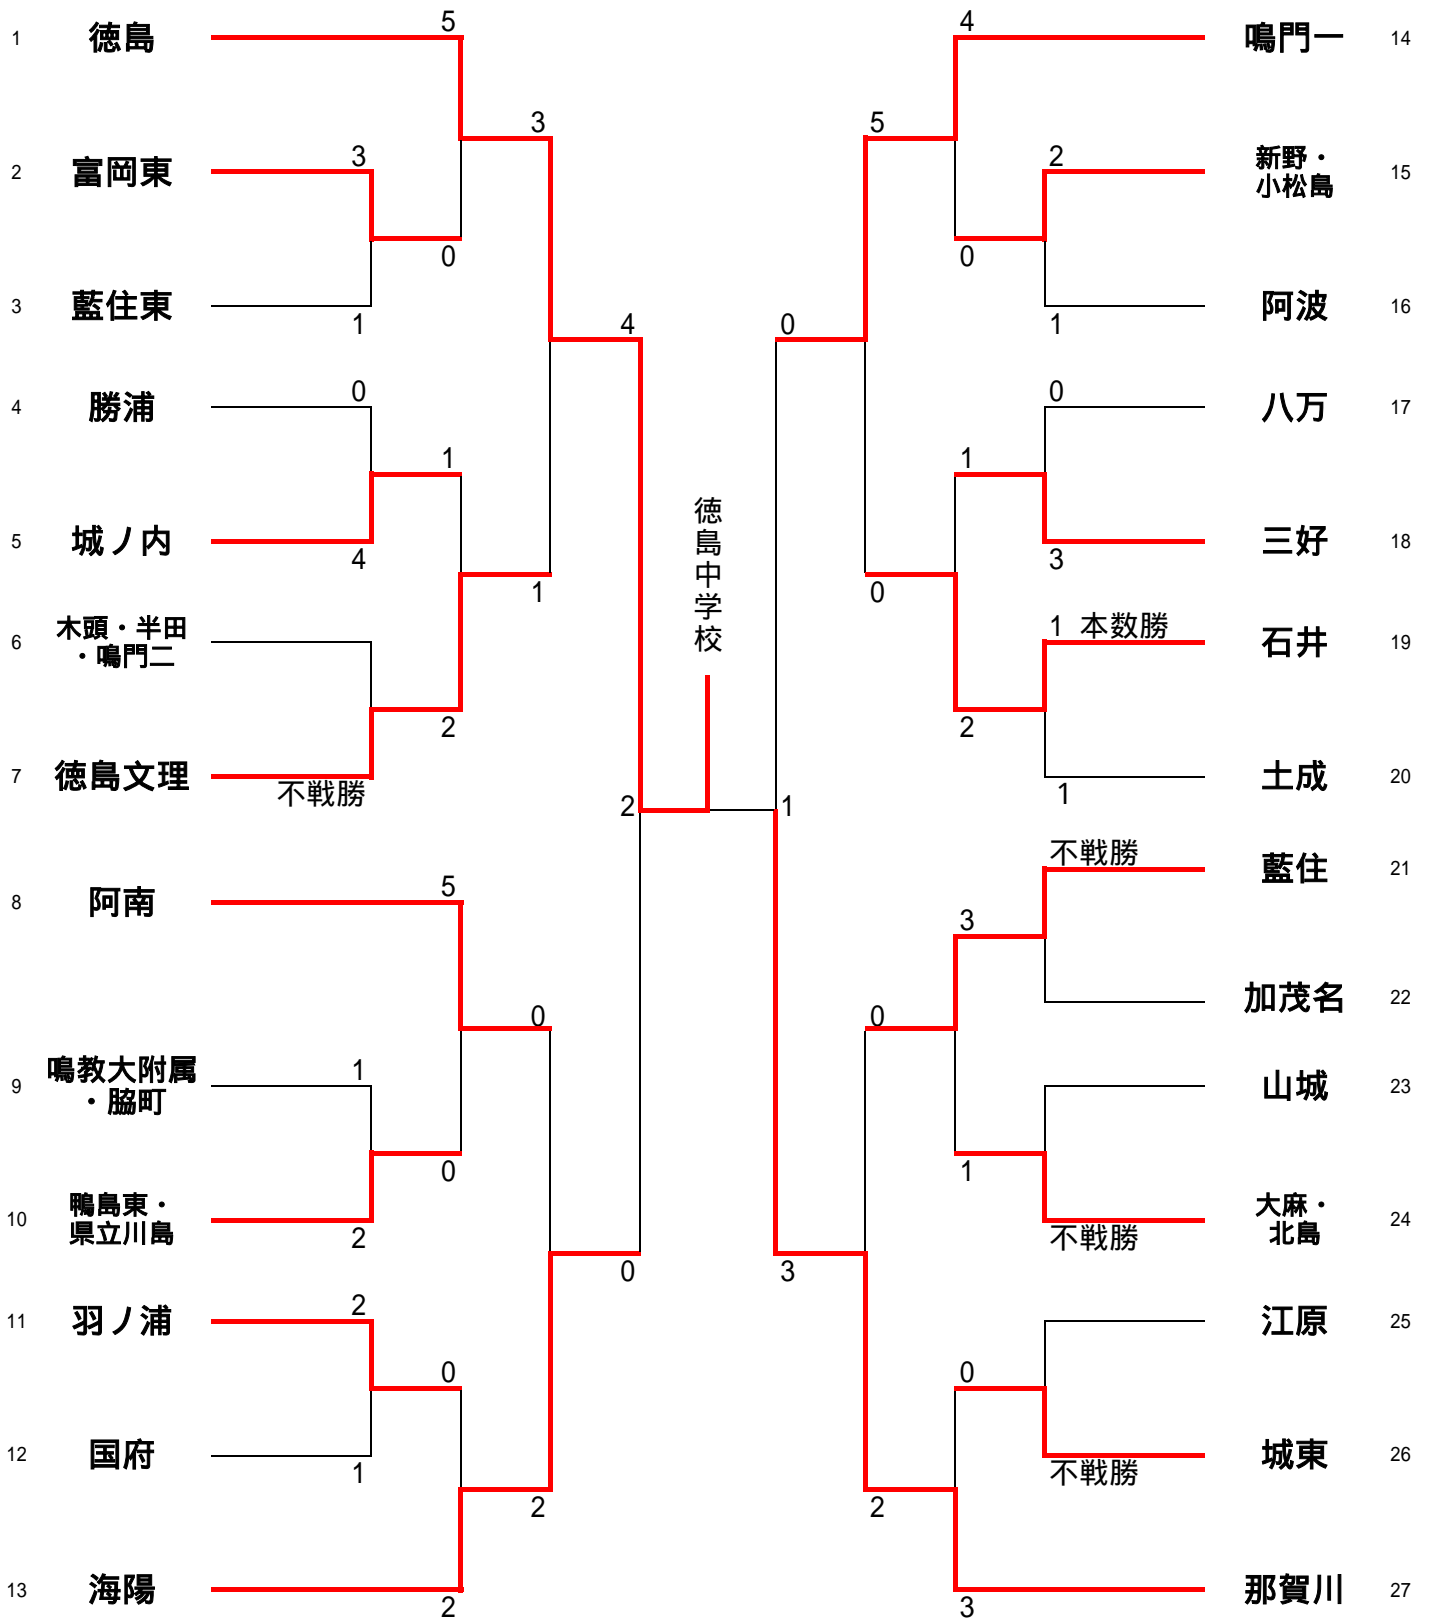 1 徳島 5
2 富岡東 3
3
0
3 藍住東 1
4 勝浦 0
4
1
5 城ノ内 4
1
6 木頭・半田
・鳴門二
2
7 徳島文理 不戦勝
2
8 阿南 5
0
9 鳴教大附属
・脇町 1
0
10 鴨島東・
県立川島 2
0
11 羽ノ浦 2
0
12 国府 1
2
13 海陽 2
徳島中学校
4 鳴門一 14
5
2 新野・
小松島 15
0
1 阿波 16
0
0 八万 17
1
3 三好 18
0
1 本数勝 石井 19
2
1 土成 20
1
不戦勝 藍住 21
3
加茂名 22
0
山城 23
1
不戦勝 大麻・
北島 24
3
江原 25
0
不戦勝 城東 26
2
3 那賀川 27